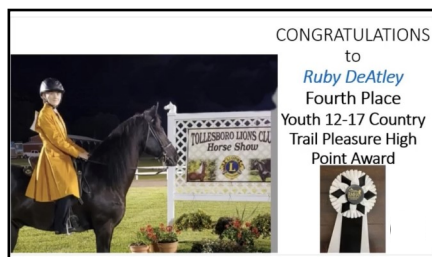 CONGRATULATIONS
to
Ruby DeAtley
Fourth Place
Youth 12-17 Country
Trail Pleasure High
Point Award
TOLLESBORO LIONS CLU
Horse Show
L